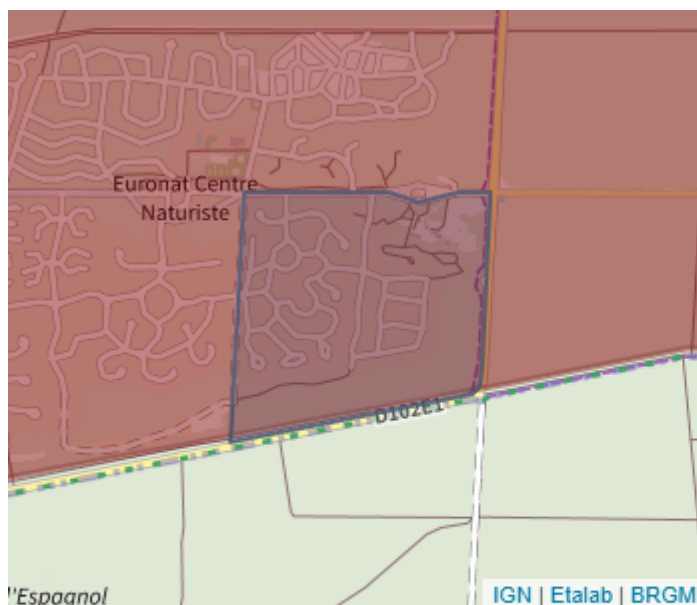 Euronat Centre
Naturiste
D102E1
l'Espagnol
IGN | Etalab | BRGM